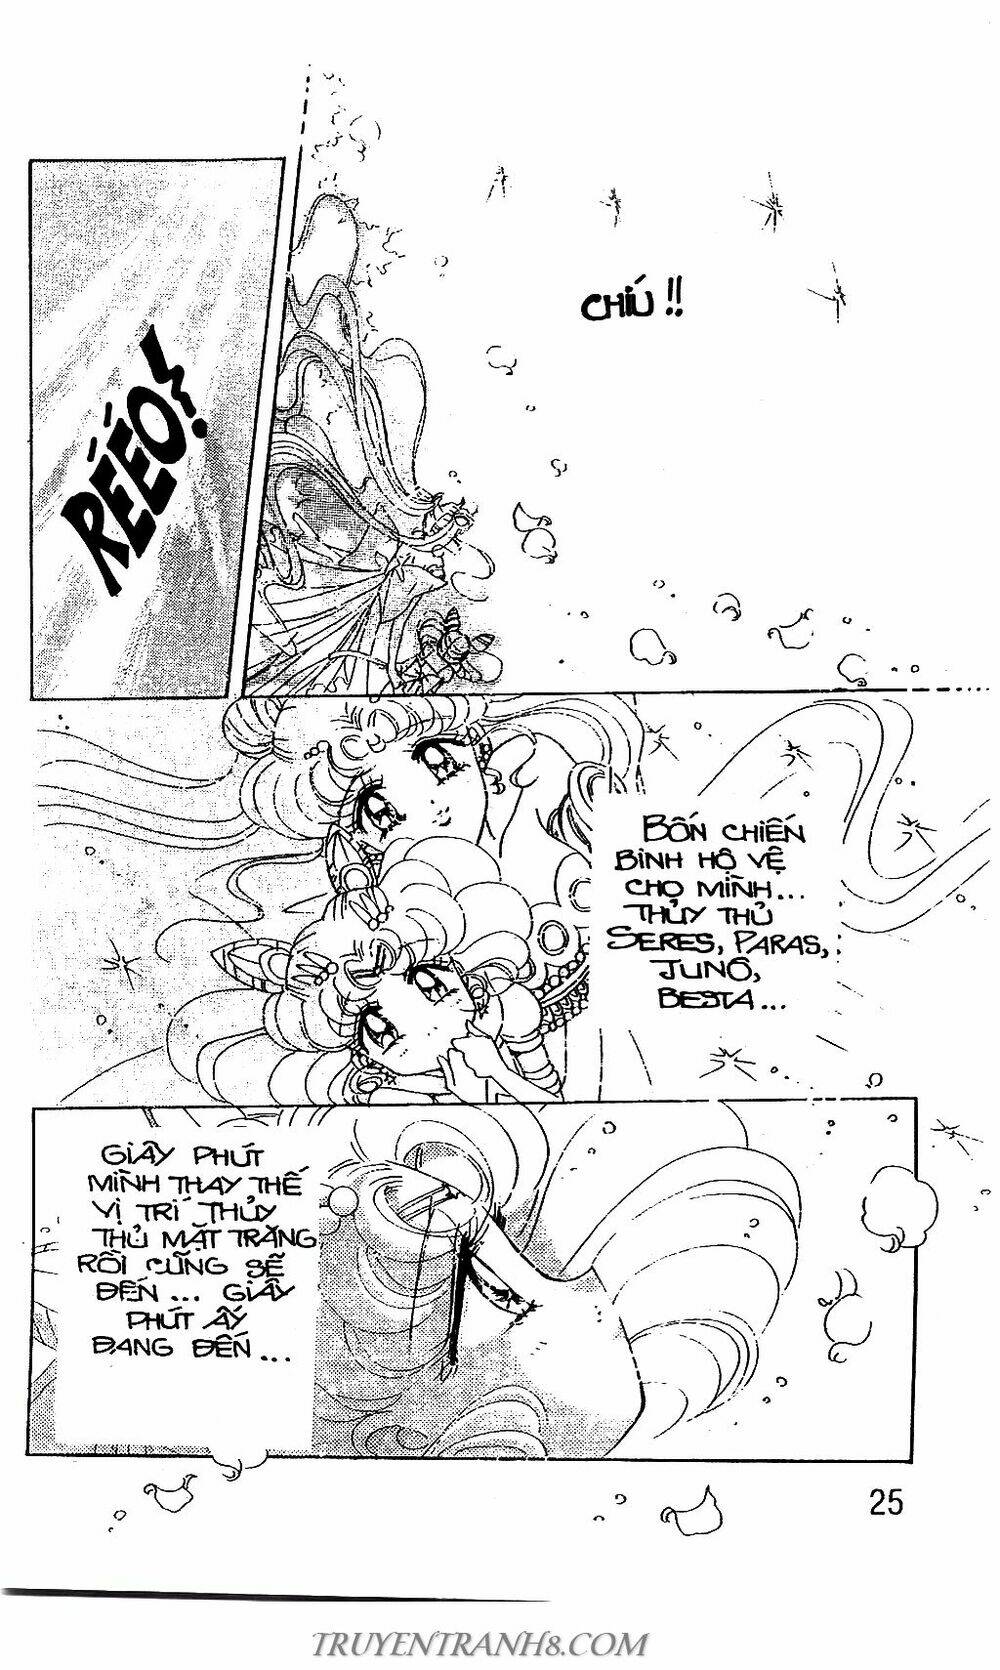 CHÍU!!
RÉÉO!
BỐN CHIẾN
BINH HỘ VỆ
CHO MÌNH...
THỦY THỦ
SERES, PARAS,
JUNÔ,
BESTA...
GIÂY PHÚT
MÌNH THAY THẾ
VỊ TRÍ THỦY
THỦ MẶT TRĂNG
RỒI CŨNG SẼ
ĐẾN... GIÂY
PHÚT ẤY
ĐANG ĐẾN...
25
TRUYENTRANH8.COM